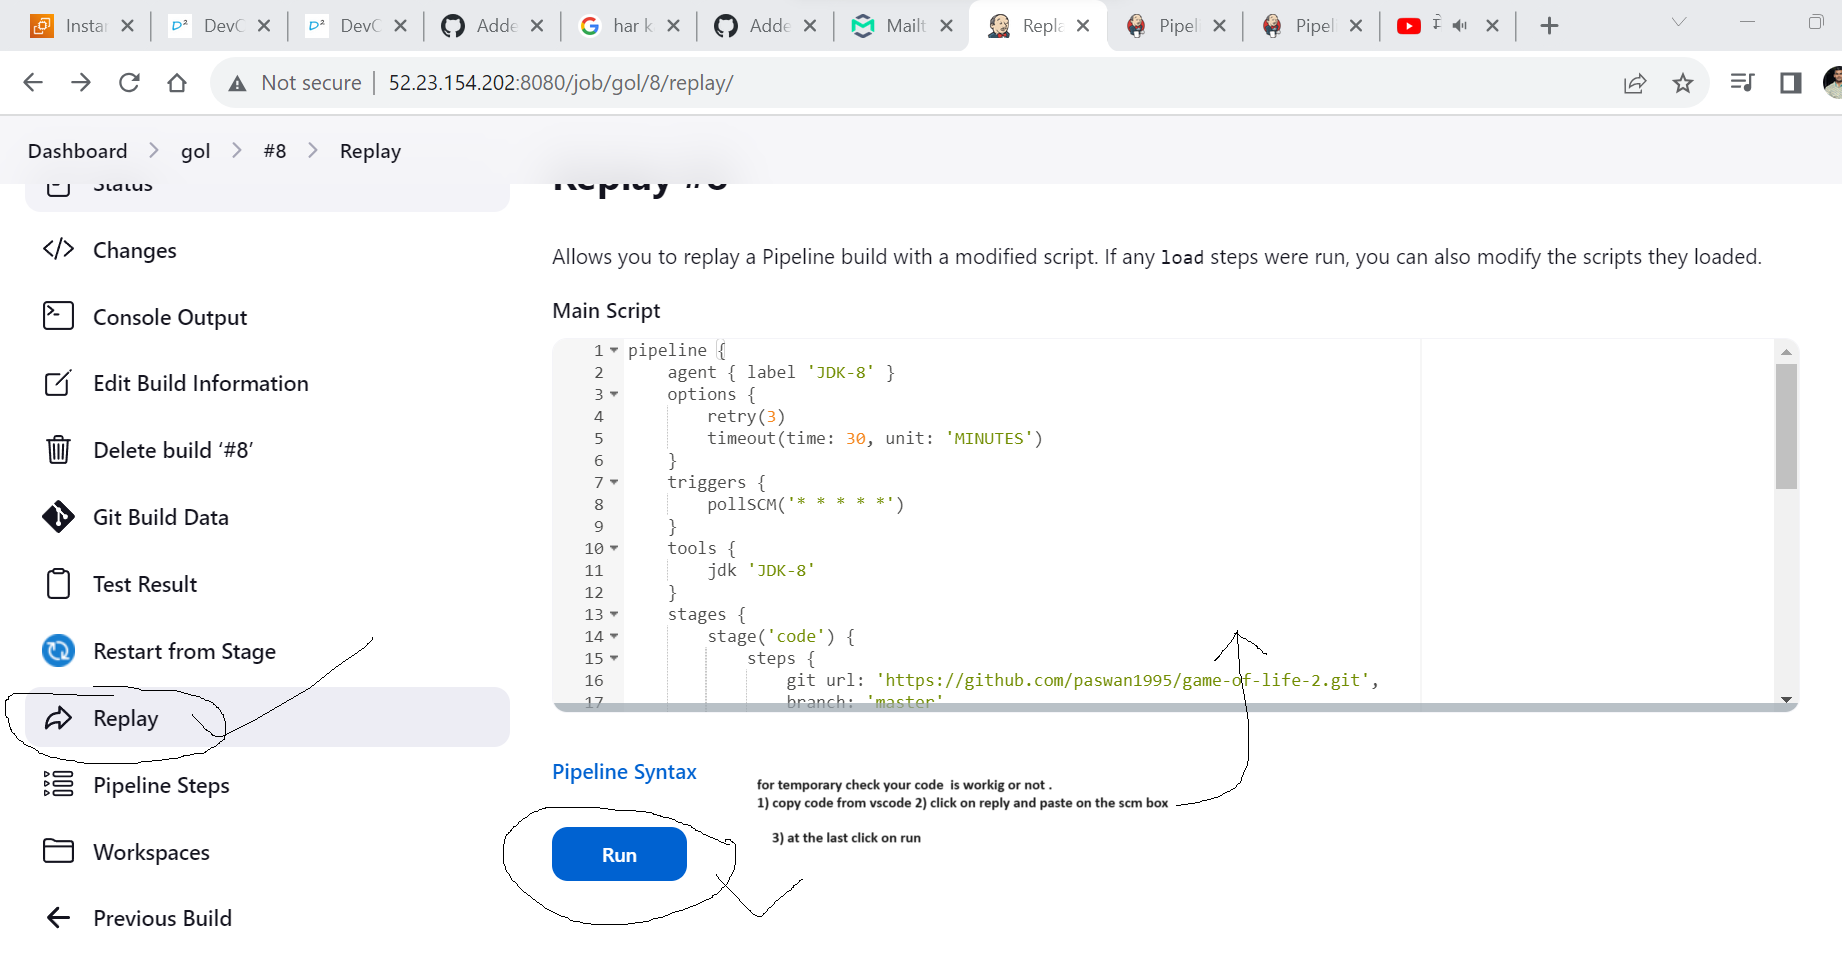 Instar
DevO
DevO
Adde
har k
Adde
Mailt
Repla
Pipeli
Pipeli
Not secure
52.23.154.202:8080/job/gol/8/replay/
Dashboard > gol > #8 > Replay
Status
Replay #8
Changes
Allows you to replay a Pipeline build with a modified script. If any load steps were run, you can also modify the scripts they loaded.
Console Output
Main Script
Edit Build Information
Delete build ‘#8’
Git Build Data
Test Result
Restart from Stage
Replay
Pipeline Steps
Workspaces
Previous Build
1 pipeline {
2 agent { label 'JDK-8' }
3 options {
4 retry(3)
5 timeout(time: 30, unit: 'MINUTES')
6 }
7 triggers {
8 pollSCM('* * * * *')
9 }
10 tools {
11 jdk 'JDK-8'
12 }
13 stages {
14 stage('code') {
15 steps {
16 git url: 'https://github.com/paswan1995/game-of-life-2.git',
17 branch: 'master'
Pipeline Syntax
for temporary check your code is workig or not .
1) copy code from vscode 2) click on reply and paste on the scm box
3) at the last click on run
Run